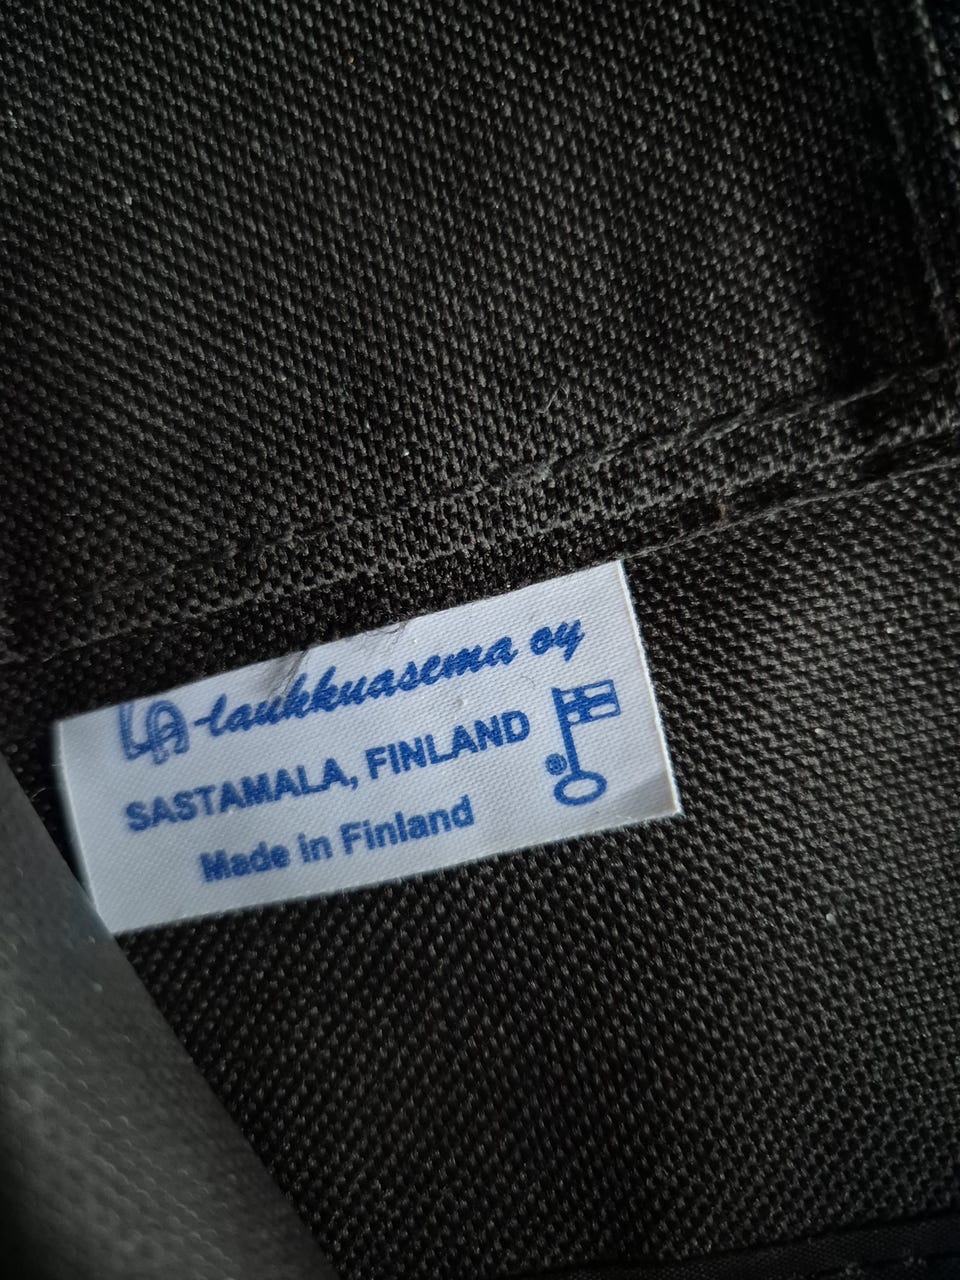 LA-laukkuasema oy
SASTAMALA, FINLAND
Made in Finland
®